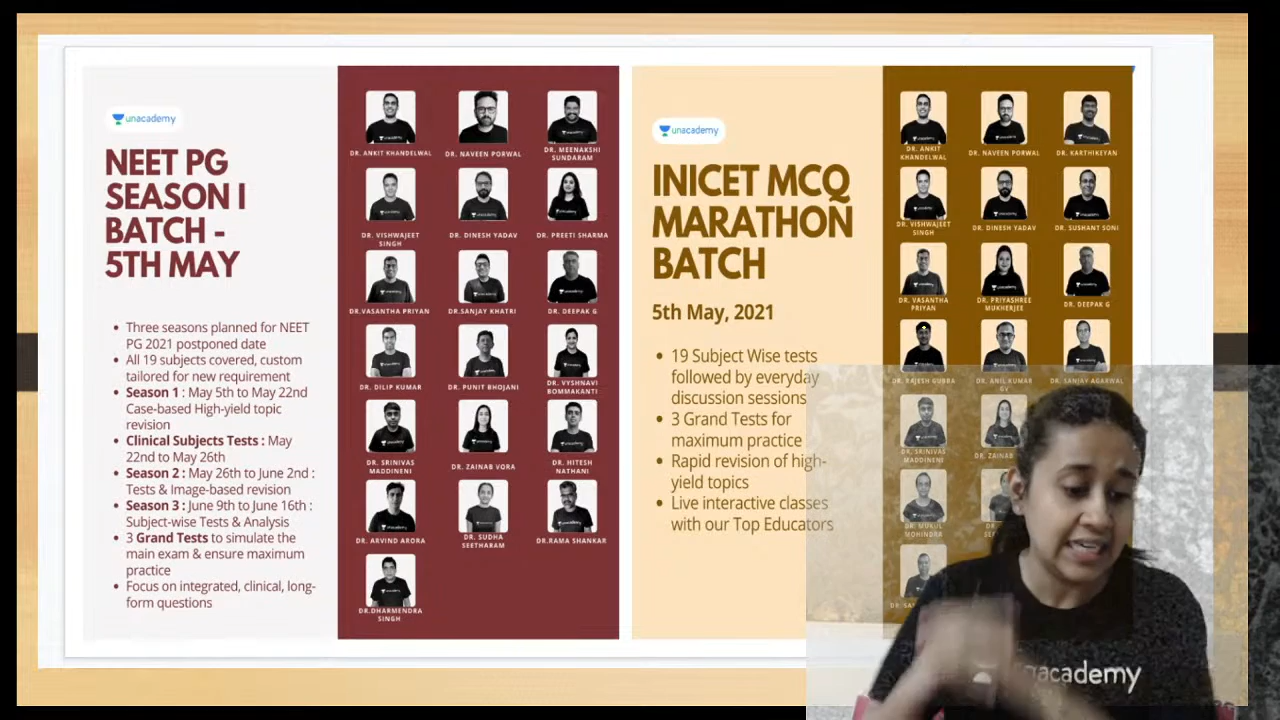 unacademy
NEET PG
SEASON I
BATCH -
5TH MAY
Three seasons planned for NEET
PG 2021 postponed date
All 19 subjects covered, custom
tailored for new requirement
Season 1 : May 5th to May 22nd
Case-based High-yield topic
revision
Clinical Subjects Tests : May
22nd to May 26th
Season 2 : May 26th to June 2nd :
Tests & Image-based revision
Season 3 : June 9th to June 16th :
Subject-wise Tests & Analysis
3 Grand Tests to simulate the
main exam & ensure maximum
practice
Focus on integrated, clinical, long-
form questions
DR. ANKIT KHANDELWAL
DR. NAVEEN PORWAL
DR. MEENAKSHI
SUNDARAM
DR. VISHWAJEET
SINGH
DR. DINESH YADAV
DR. PREETI SHARMA
DR.VASANTHA PRIYAN
DR.SANJAY KHATRI
DR. DEEPAK G
DR. DILIP KUMAR
DR. PUNIT BHOJANI
DR. VYSHNAVI
BOMMAKANTI
DR. SRINIVAS
MADDINENI
DR. ZAINAB VORA
DR. HITESH
NATHANI
DR. ARVIND ARORA
DR. SUDHA
SEETHARAM
DR.RAMA SHANKAR
DR.DHARMENDRA
SINGH
unacademy
INICET MCQ
MARATHON
BATCH
5th May, 2021
19 Subject Wise tests
followed by everyday
discussion sessions
3 Grand Tests for
maximum practice
Rapid revision of high-
yield topics
Live interactive classes
with our Top Educators
DR. ANKIT
KHANDELWAL
DR. NAVEEN PORWAL
DR. KARTHIKEYAN
DR. VISHWAJEET
SINGH
DR. DINESH YADAV
DR. SUSHANT SONI
DR. VASANTHA
PRIYAN
DR. PRIYASHREE
MUKHERJEE
DR. DEEPAK G
DR. RAJESH GUBBA
DR. ANIL KUMAR
DR. SANJAY AGARWAL
DR. SRINIVAS
MADDINENI
DR. ZAINAB
DR. MUKUL
MOHINDRA
DR.
unacademy